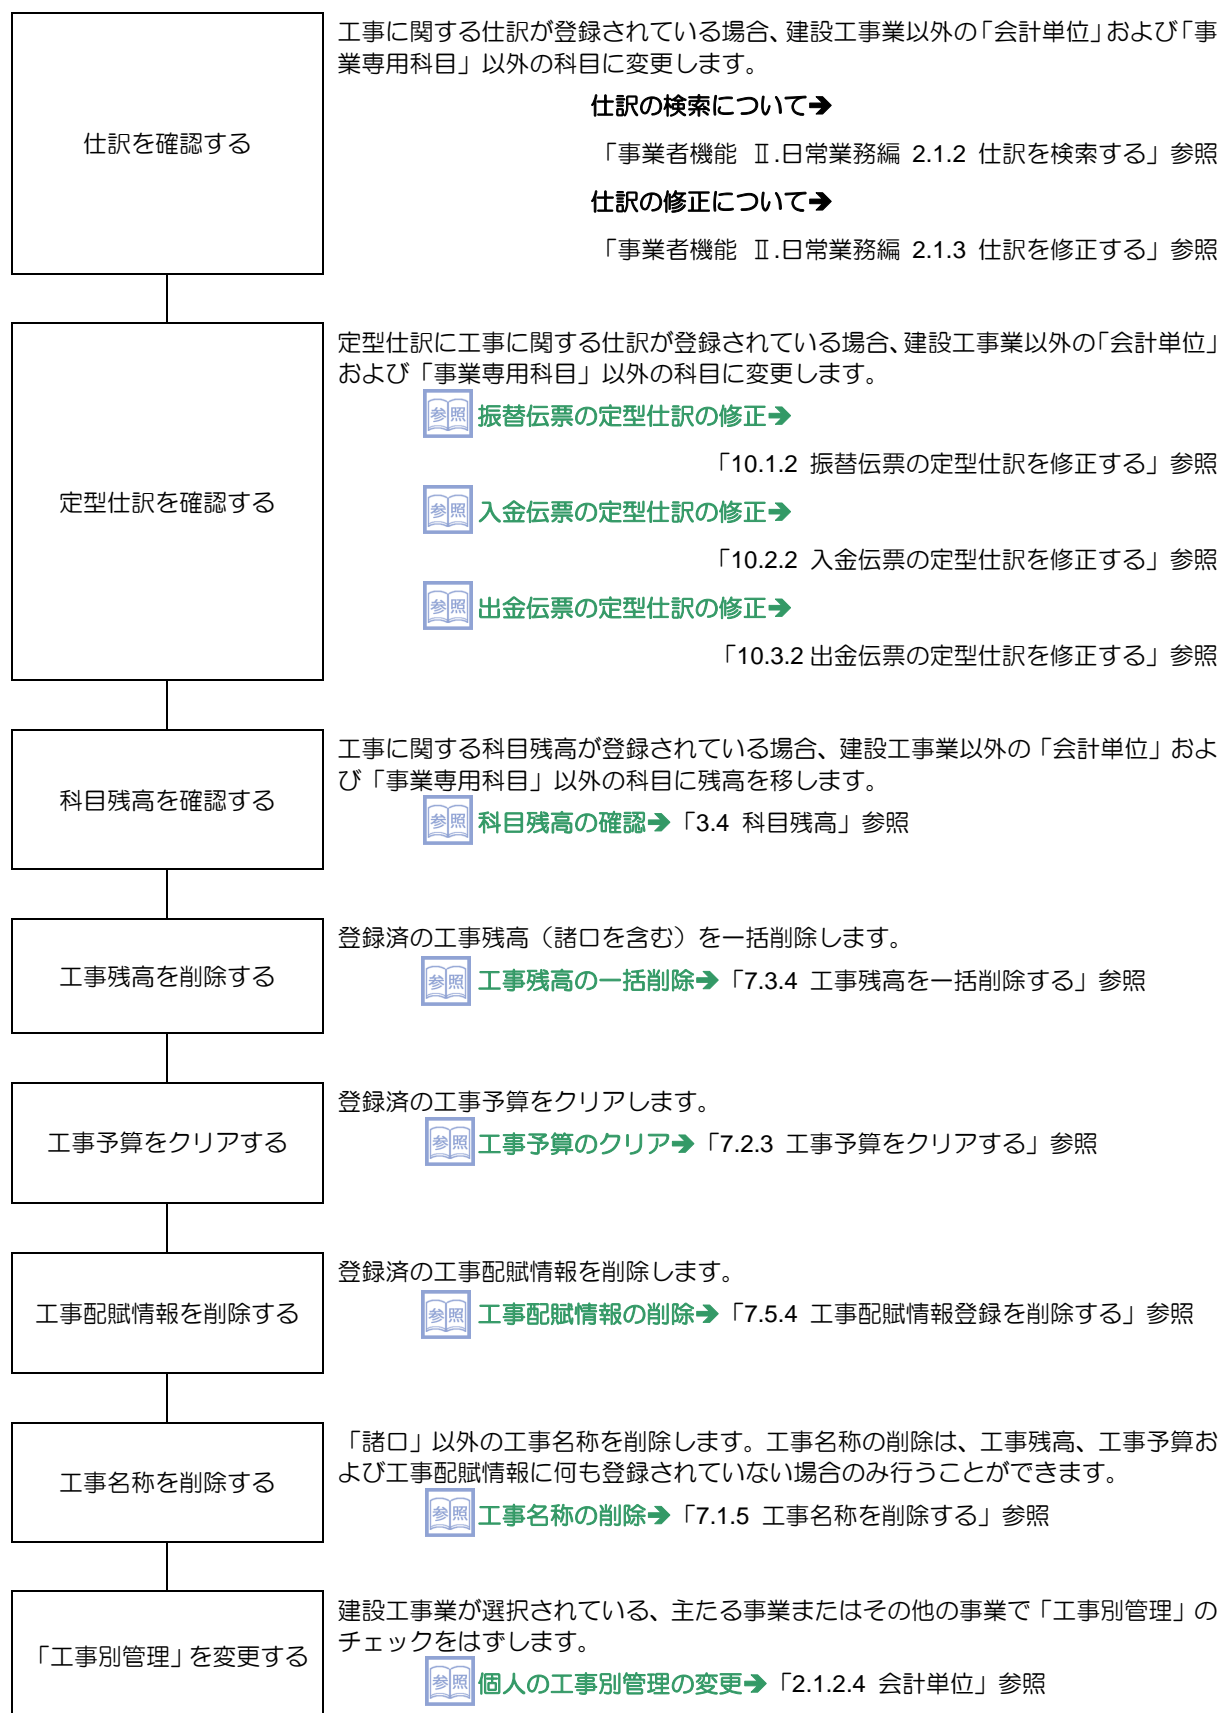 仕訳を確認する
工事に関する仕訳が登録されている場合、建設工事業以外の「会計単位」および「事
業専用科目」以外の科目に変更します。
仕訳の検索について➔
「事業者機能 Ⅱ.日常業務編 2.1.2 仕訳を検索する」参照
仕訳の修正について➔
「事業者機能 Ⅱ.日常業務編 2.1.3 仕訳を修正する」参照
定型仕訳を確認する
定型仕訳に工事に関する仕訳が登録されている場合、建設工事業以外の「会計単位」
および「事業専用科目」以外の科目に変更します。
参照 振替伝票の定型仕訳の修正➔
「10.1.2 振替伝票の定型仕訳を修正する」参照
参照 入金伝票の定型仕訳の修正➔
「10.2.2 入金伝票の定型仕訳を修正する」参照
参照 出金伝票の定型仕訳の修正➔
「10.3.2 出金伝票の定型仕訳を修正する」参照
科目残高を確認する
工事に関する科目残高が登録されている場合、建設工事業以外の「会計単位」およ
び「事業専用科目」以外の科目に残高を移します。
参照 科目残高の確認➔「3.4 科目残高」参照
工事残高を削除する
登録済の工事残高（諸口を含む）を一括削除します。
参照 工事残高の一括削除➔「7.3.4 工事残高を一括削除する」参照
工事予算をクリアする
登録済の工事予算をクリアします。
参照 工事予算のクリア➔「7.2.3 工事予算をクリアする」参照
工事配賦情報を削除する
登録済の工事配賦情報を削除します。
参照 工事配賦情報の削除➔「7.5.4 工事配賦情報登録を削除する」参照
工事名称を削除する
「諸口」以外の工事名称を削除します。工事名称の削除は、工事残高、工事予算お
よび工事配賦情報に何も登録されていない場合のみ行うことができます。
参照 工事名称の削除➔「7.1.5 工事名称を削除する」参照
「工事別管理」を変更する
建設工事業が選択されている、主たる事業またはその他の事業で「工事別管理」の
チェックをはずします。
参照 個人の工事別管理の変更➔「2.1.2.4 会計単位」参照